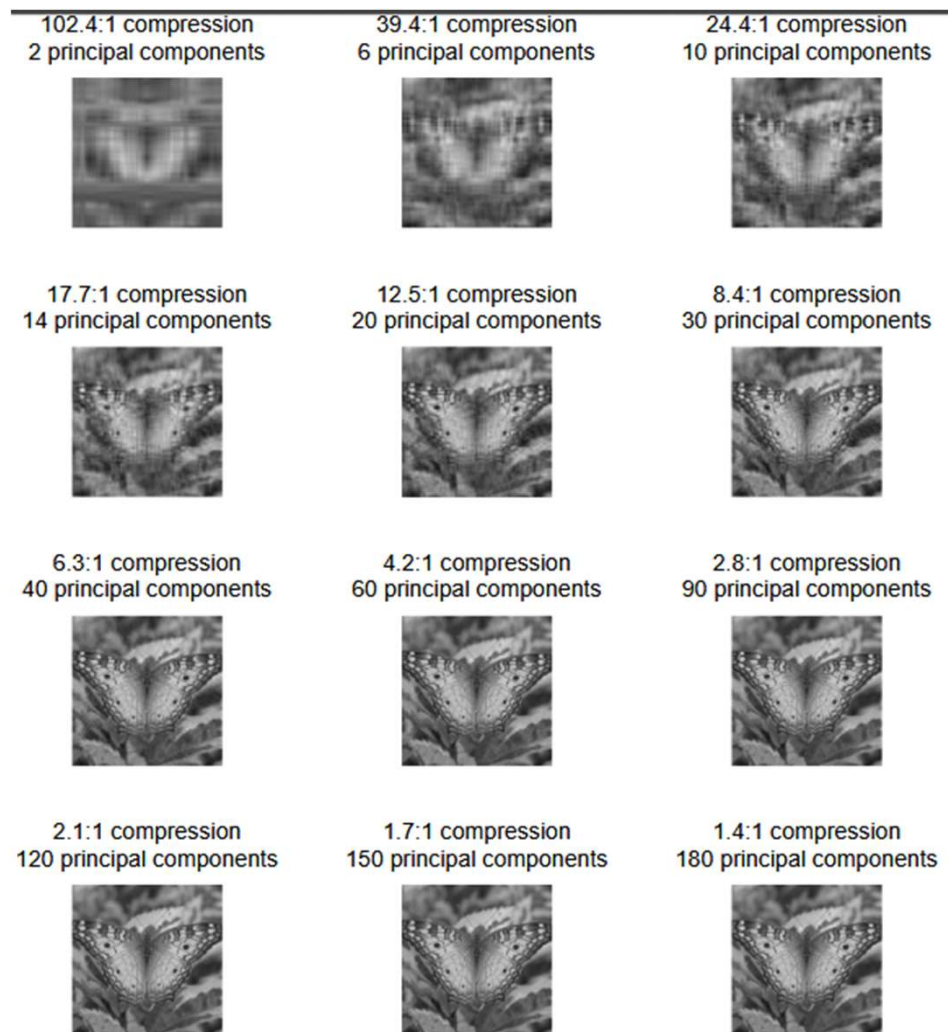 102.4:1 compression
2 principal components
39.4:1 compression
6 principal components
24.4:1 compression
10 principal components
17.7:1 compression
14 principal components
12.5:1 compression
20 principal components
8.4:1 compression
30 principal components
6.3:1 compression
40 principal components
4.2:1 compression
60 principal components
2.8:1 compression
90 principal components
2.1:1 compression
120 principal components
1.7:1 compression
150 principal components
1.4:1 compression
180 principal components